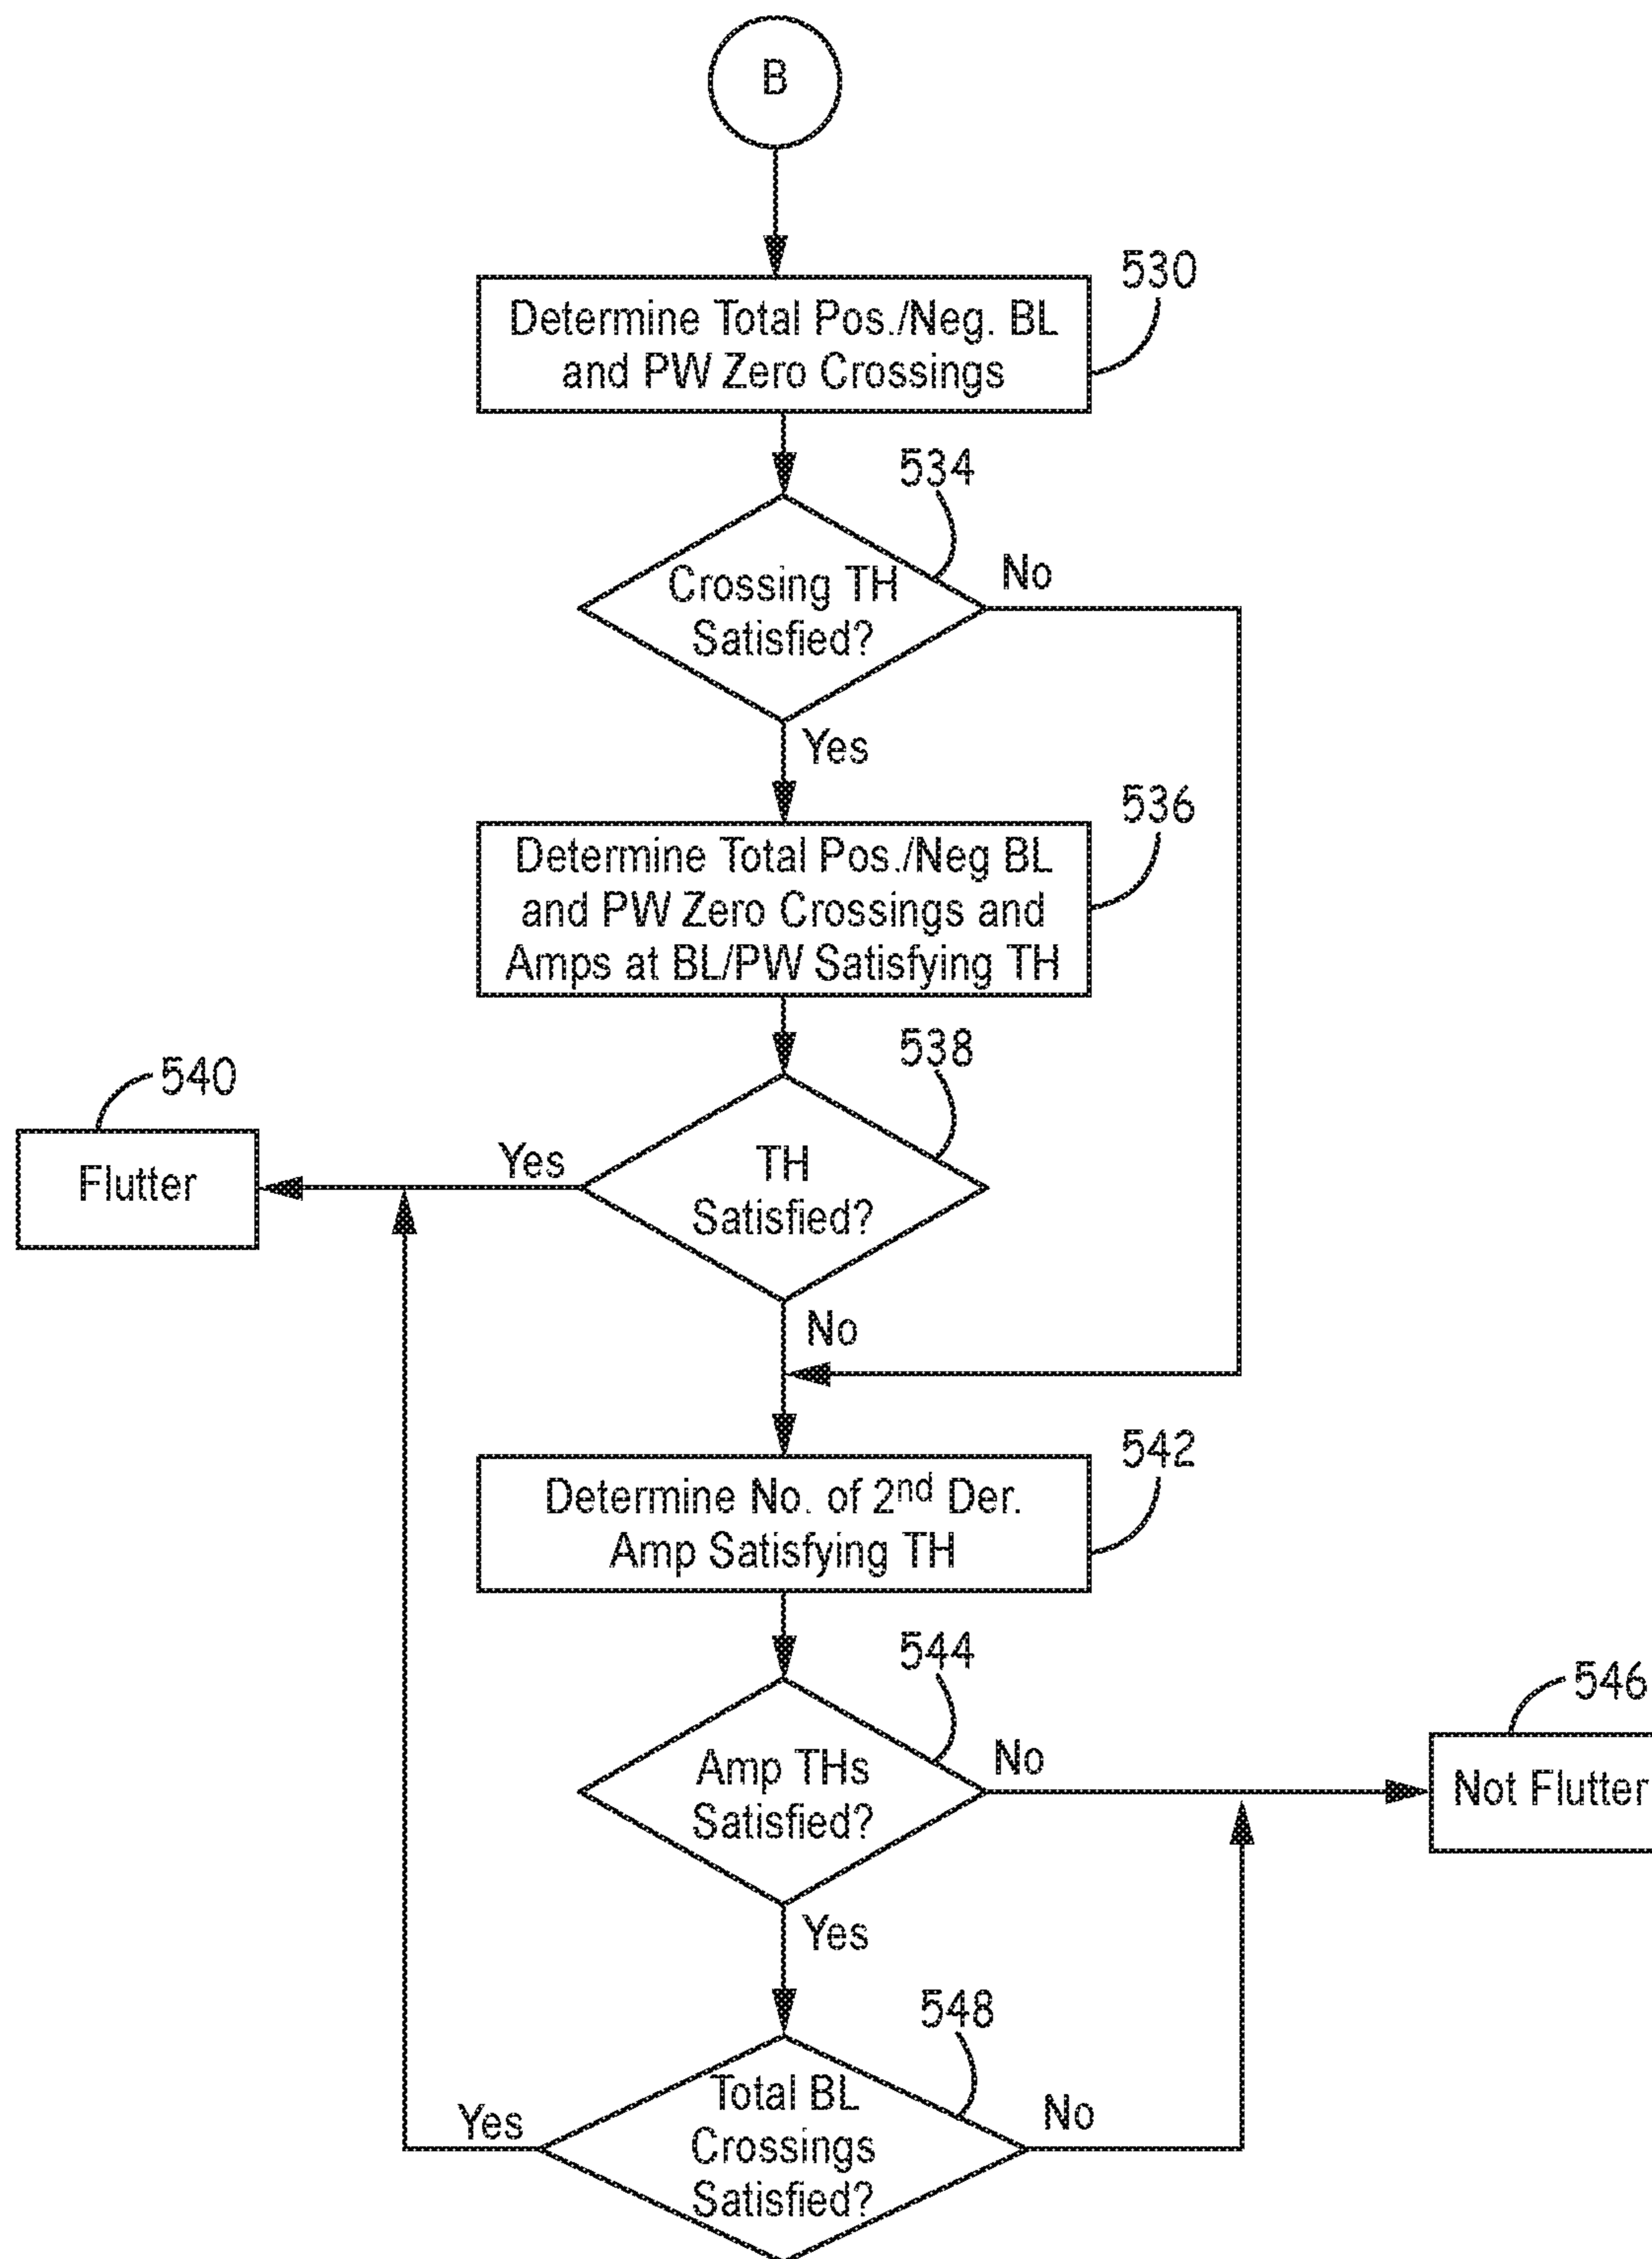 B
530
Determine Total Pos./Neg. BL
and PW Zero Crossings
534
Crossing TH
Satisfied?
No
Yes
536
Determine Total Pos./Neg BL
and PW Zero Crossings and
Amps at BL/PW Satisfying TH
538
540
Flutter
Yes
TH
Satisfied?
No
542
Determine No. of 2nd Der.
Amp Satisfying TH
544
Amp THs
Satisfied?
No
546
Not Flutter
Yes
548
Total BL
Crossings
Satisfied?
Yes
No